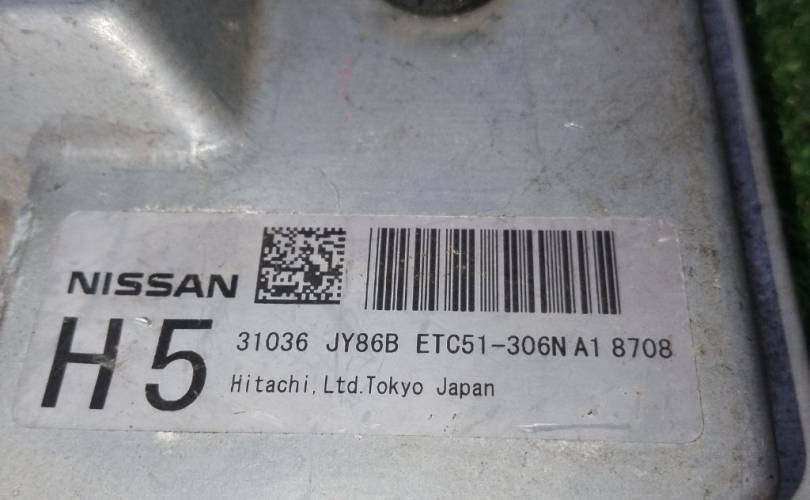 NISSAN
H5
31036 JY86B ETC51-306N A1 8708
Hitachi,Ltd.Tokyo Japan